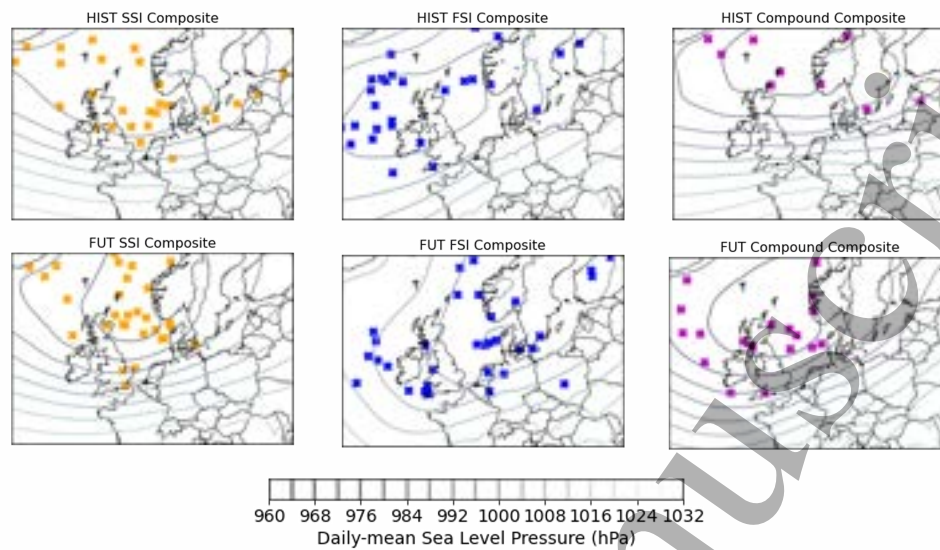 HIST SSI Composite
HIST FSI Composite
HIST Compound Composite
FUT SSI Composite
FUT FSI Composite
FUT Compound Composite
960 968 976 984 992 1000 1008 1016 1024 1032
Daily-mean Sea Level Pressure (hPa)